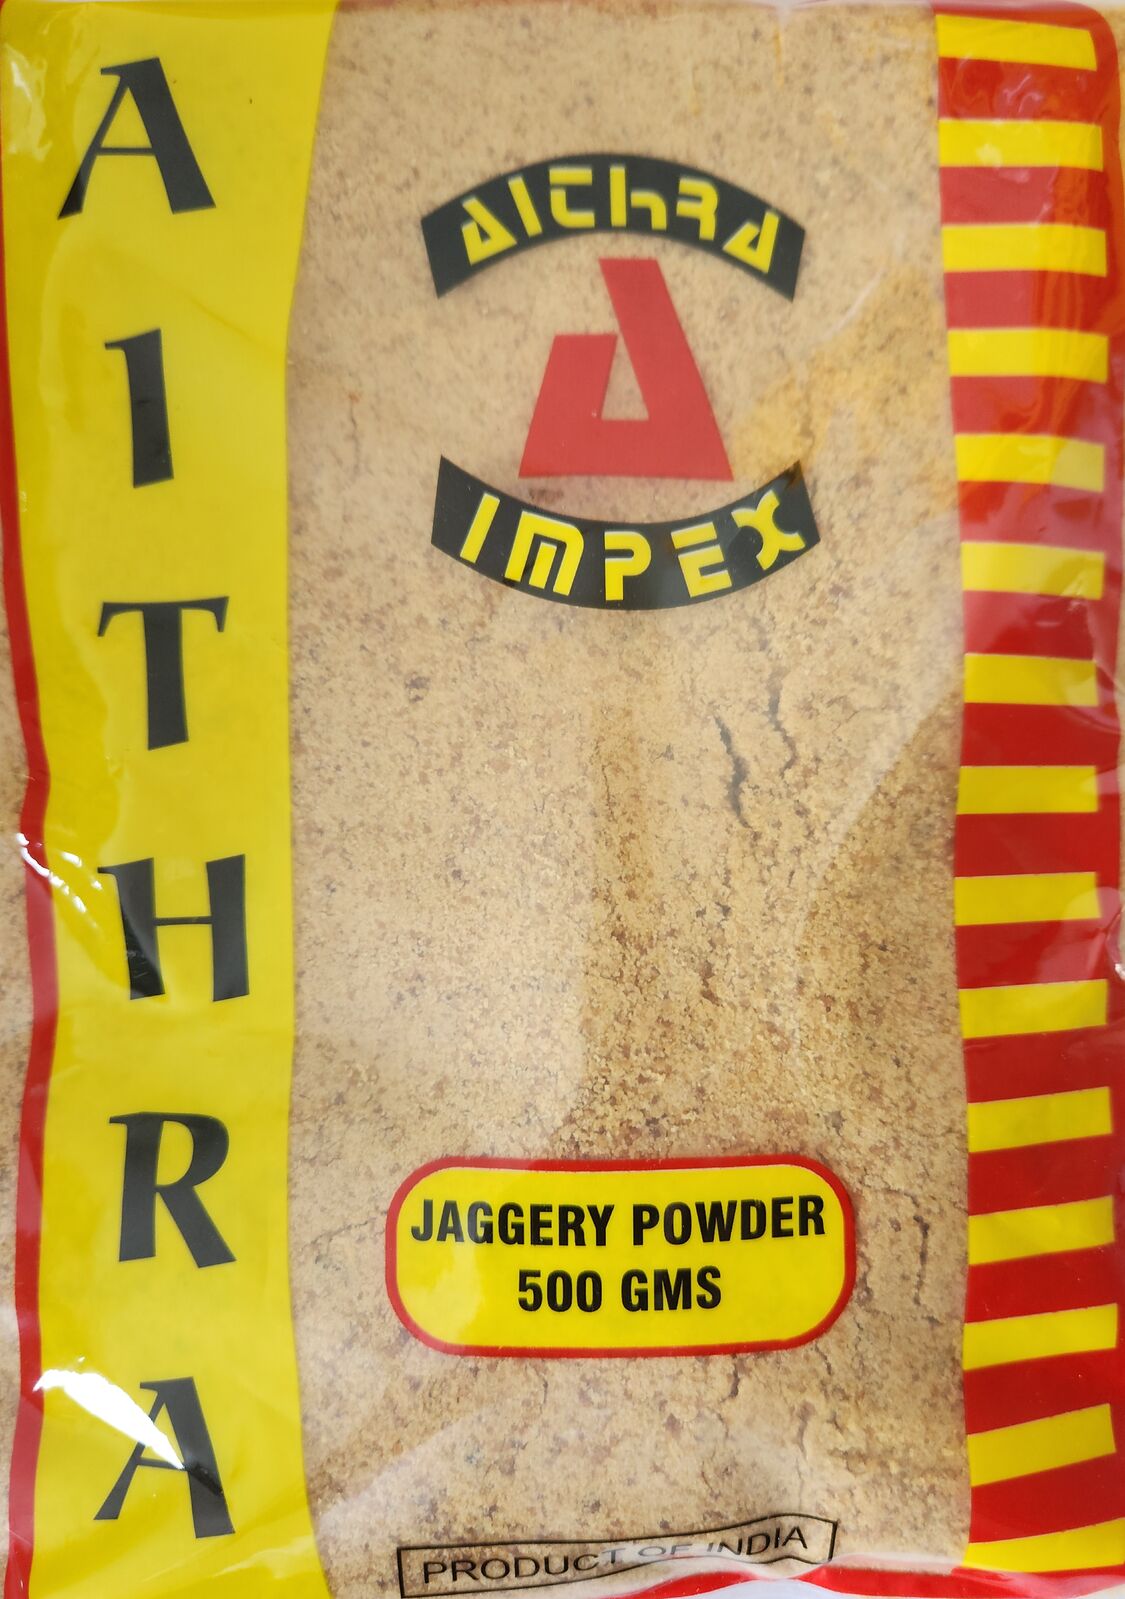 AITHRA
AITHRA
IMPEX
JAGGERY POWDER
500 GMS
PRODUCT OF INDIA